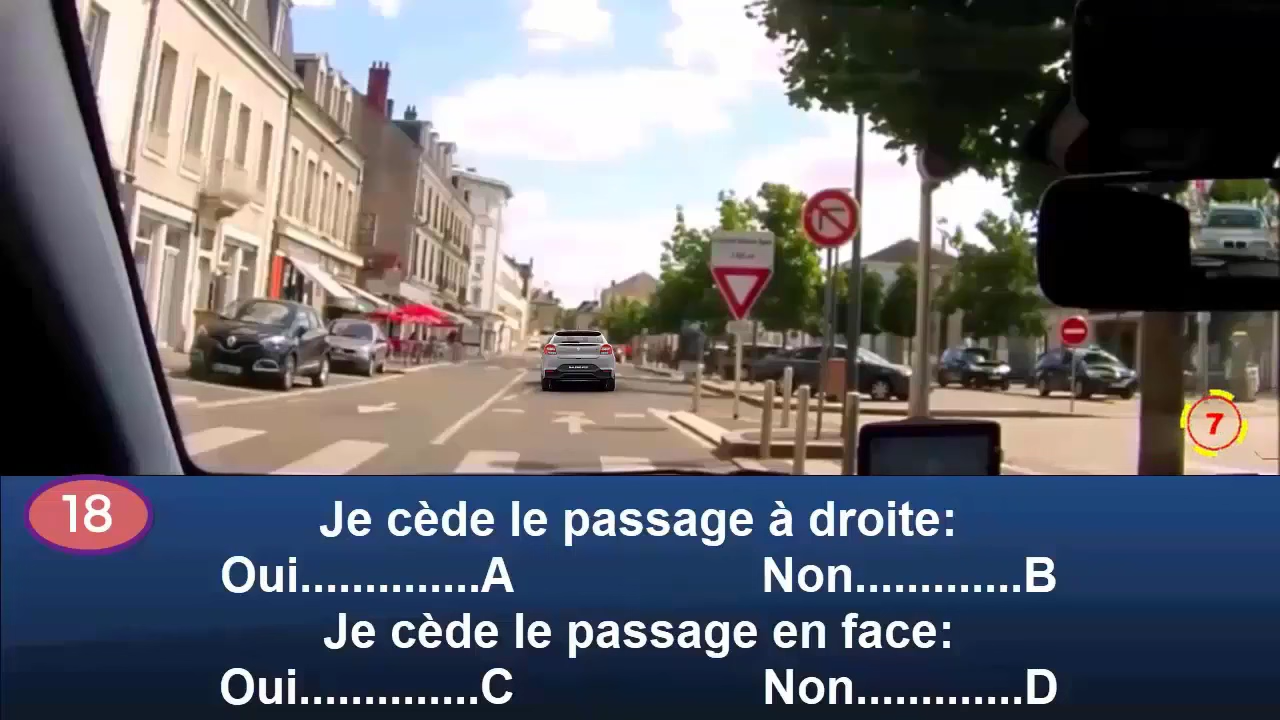 7
18
Je cède le passage à droite:
Oui..............A Non.............B
Je cède le passage en face:
Oui..............C Non.............D